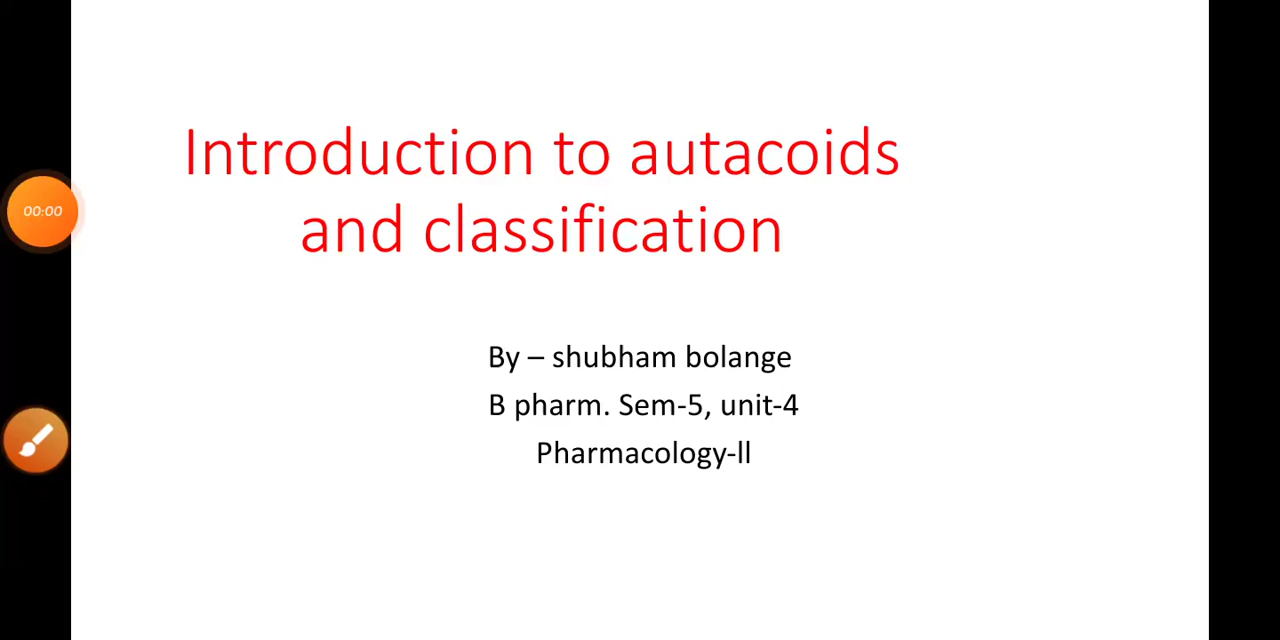 Introduction to autacoids
and classification
00:00
By – shubham bolange
B pharm. Sem-5, unit-4
Pharmacology-ll